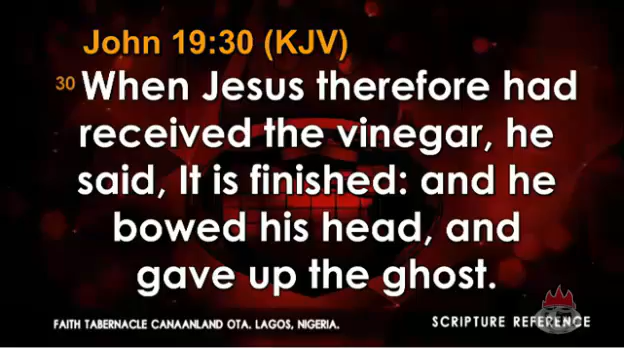 John 19:30 (KJV)
30 When Jesus therefore had
received the vinegar, he
said, It is finished: and he
bowed his head, and
gave up the ghost.
FAITH TABERNACLE CANAANLAND OTA. LAGOS, NIGERIA.
SCRIPTURE REFERENCE